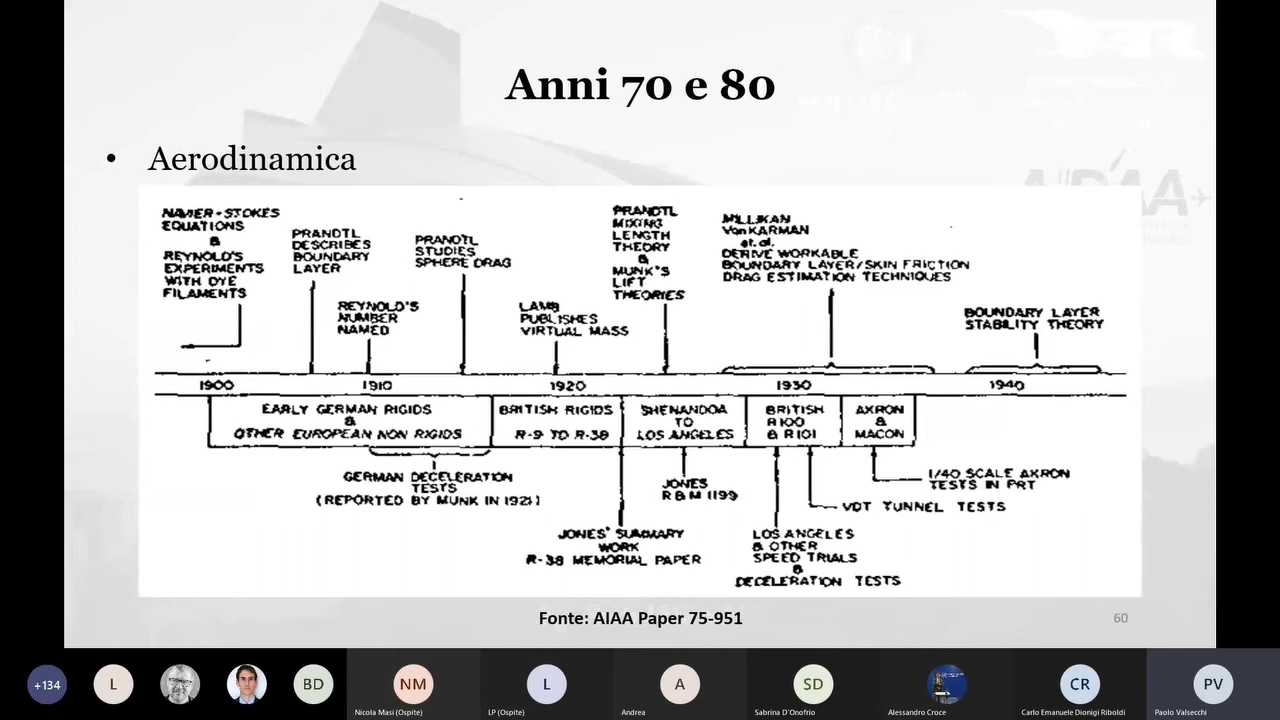 Anni 70 e 80
• Aerodinamica
NAVIER-STOKES
EQUATIONS
&
REYNOLD'S
EXPERIMENTS
WITH DYE
FILAMENTS
PRANDTL
DESCRIBES
BOUNDARY
LAYER
REYNOLD'S
NUMBER
NAMED
PRANDTL
STUDIES
SPHERE DRAG
LAMB
PUBLISHES
VIRTUAL MASS
PRANDTL
MIXING
LENGTH
THEORY
&
MUNK'S
LIFT
THEORIES
MILLIKAN
Von KARMAN
et. al.
DERIVE WORKABLE
BOUNDARY LAYER/SKIN FRICTION
DRAG ESTIMATION TECHNIQUES
BOUNDARY LAYER
STABILITY THEORY
1900 1910 1920 1930 1940
EARLY GERMAN RIGIDS
&
OTHER EUROPEAN NON RIGIDS
BRITISH RIGIDS
R-9 TO R-38
SHENANDOA
TO
LOS ANGELES
BRITISH
R100
& R101
AKRON
&
MACON
GERMAN DECELERATION
TESTS
(REPORTED BY MUNK IN 1921)
JONES' SUMMARY
WORK
R-38 MEMORIAL PAPER
JONES
R & M 1199
LOS ANGELES
& OTHER
SPEED TRIALS
&
DECELERATION TESTS
VDT TUNNEL TESTS
1/40 SCALE AKRON
TESTS IN PRT
Fonte: AIAA Paper 75-951
60
AIDAA
+134
L
BD
NM
L
A
SD
CR
PV
Nicola Masi (Ospite)
LP (Ospite)
Andrea
Sabrina D'Onofrio
Alessandro Croce
Carlo Emanuele Dionigi Riboldi
Paolo Valsecchi